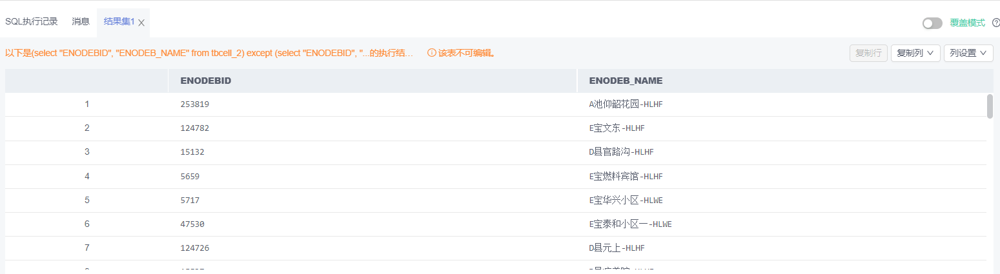 SQL执行记录 消息 结果集1
覆盖模式
以下是(select "ENODEBID", "ENODEB_NAME" from tbcell_2) except (select "ENODEBID", "...的执行结... 该表不可编辑。 复制行 复制列 列设置
ENODEBID ENODEB_NAME
1 253819 A池仰韶花园-HLHF
2 124782 E宝文东-HLHF
3 15132 D县官路沟-HLHF
4 5659 E宝燃料宾馆-HLHF
5 5717 E宝华兴小区-HLWE
6 47530 E宝泰和小区一-HLWE
7 124726 D县元上-HLHF